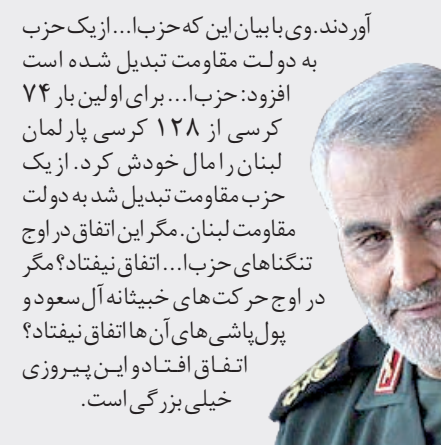 آوردند. وی با بیان این که حزب‌ا... از یک حزب
به دولت مقاومت تبدیل شده است
افزود: حزب‌ا... برای اولین بار ۷۴
کرسی از ۱۲۸ کرسی پارلمان
لبنان را مال خودش کرد. از یک
حزب مقاومت تبدیل شد به دولت
مقاومت لبنان. مگر این اتفاق در اوج
تنگناهای حزب‌ا... اتفاق نیفتاد؟ مگر
در اوج حرکت‌های خبیثانه آل سعود و
پول‌پاشی‌های آن‌ها اتفاق نیفتاد؟
اتفاق افتاد و این پیروزی
خیلی بزرگی است.